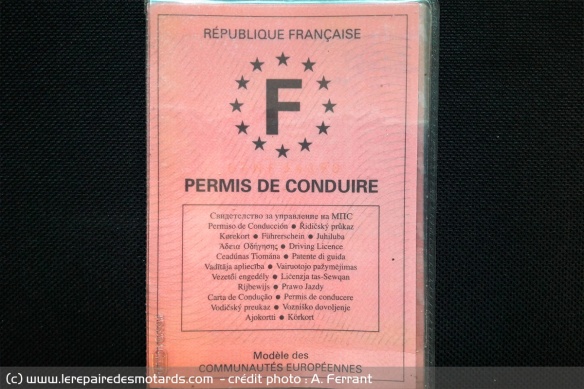 RÉPUBLIQUE FRANÇAISE
F
PERMIS DE CONDUIRE
Свидетелство за управление на МПС
Permiso de Conducción ● Řidičský průkaz
Kørekort ● Führerschein ● Juhiluba
Άδεια Οδήγησης ● Driving Licence
Ceadúnas Tiomána ● Patente di guida
Vadītāja apliecība ● Vairuotojo pažymėjimas
Vezetői engedély ● Liċenzja tas-Sewqan
Rijbewijs ● Prawo Jazdy
Carta de Condução ● Permis de conducere
Vodičský preukaz ● Vozniško dovoljenje
Ajokortti ● Körkort
Modèle des
COMMUNAUTÉS EUROPÉENNES
(c) www.lerepairedesmotards.com - crédit photo : A. Ferrant